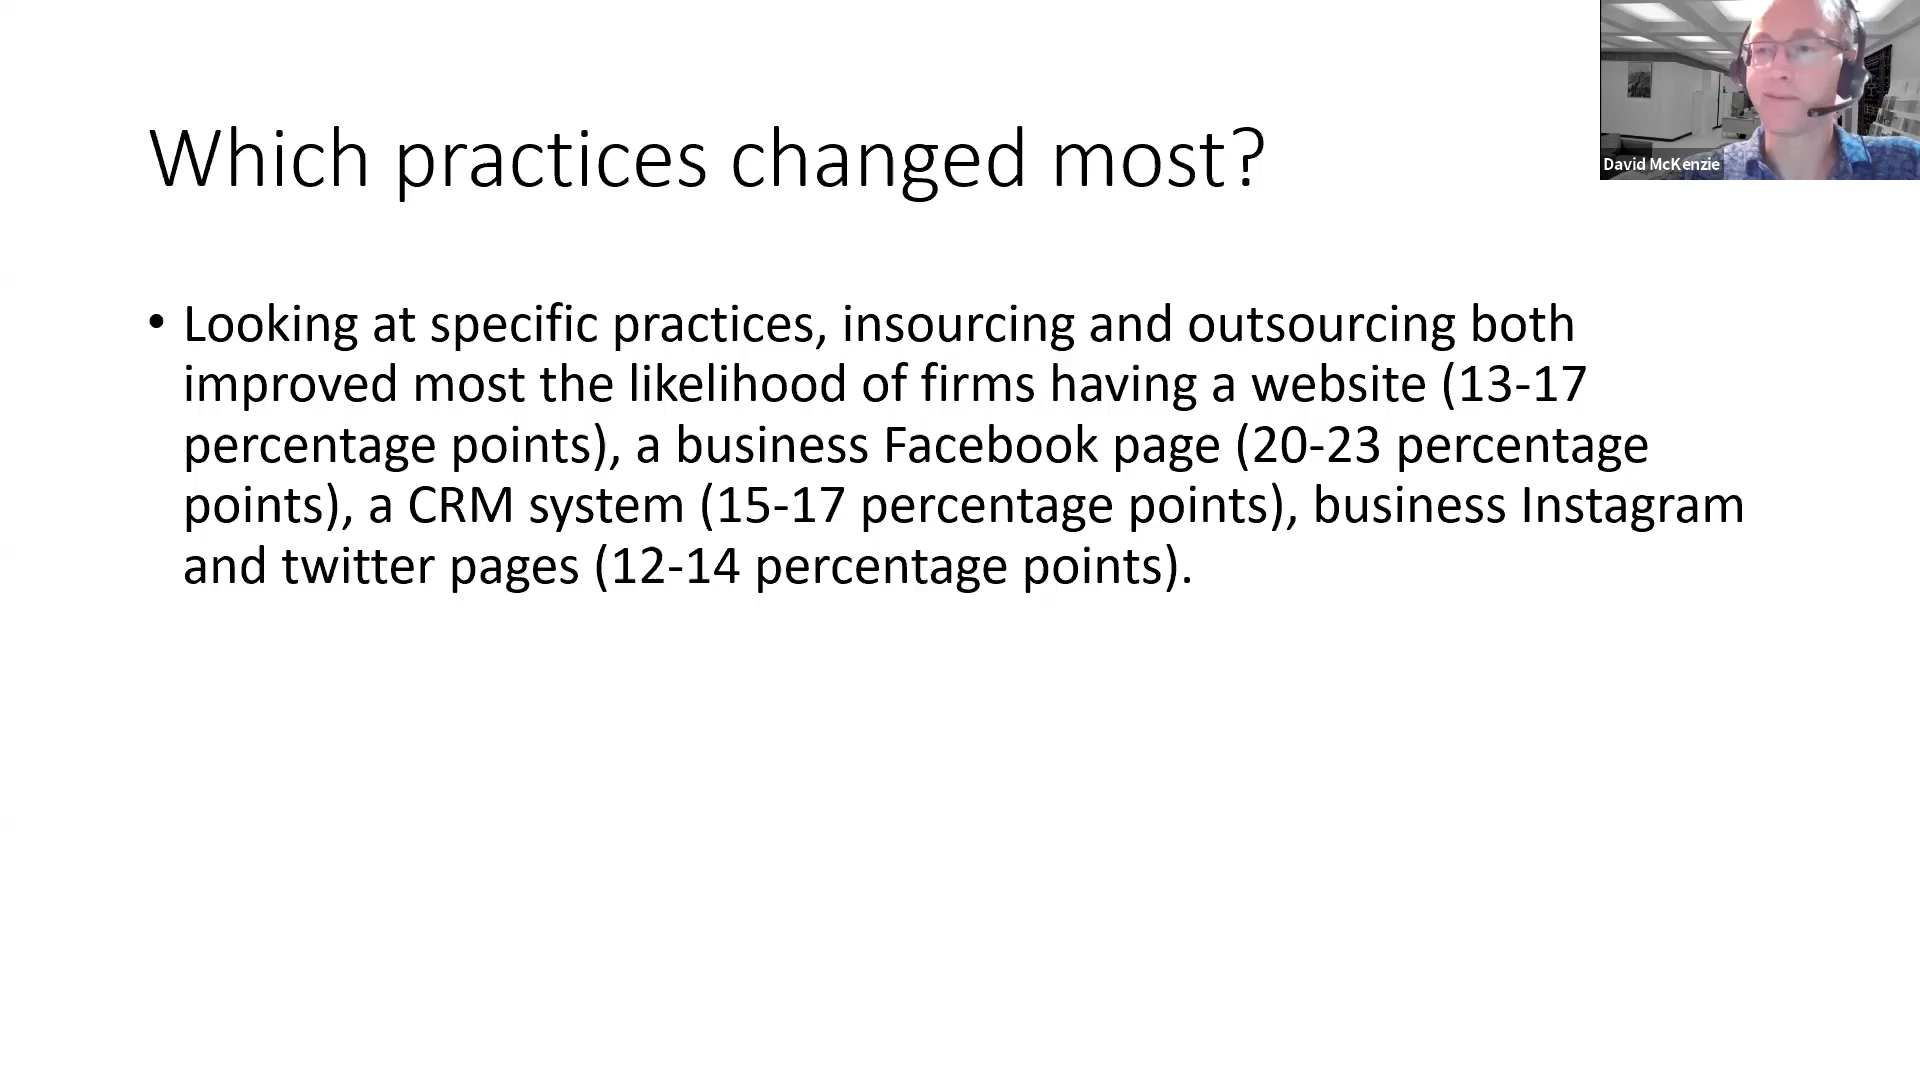 Which practices changed most?
David McKenzie
• Looking at specific practices, insourcing and outsourcing both
improved most the likelihood of firms having a website (13-17
percentage points), a business Facebook page (20-23 percentage
points), a CRM system (15-17 percentage points), business Instagram
and twitter pages (12-14 percentage points).